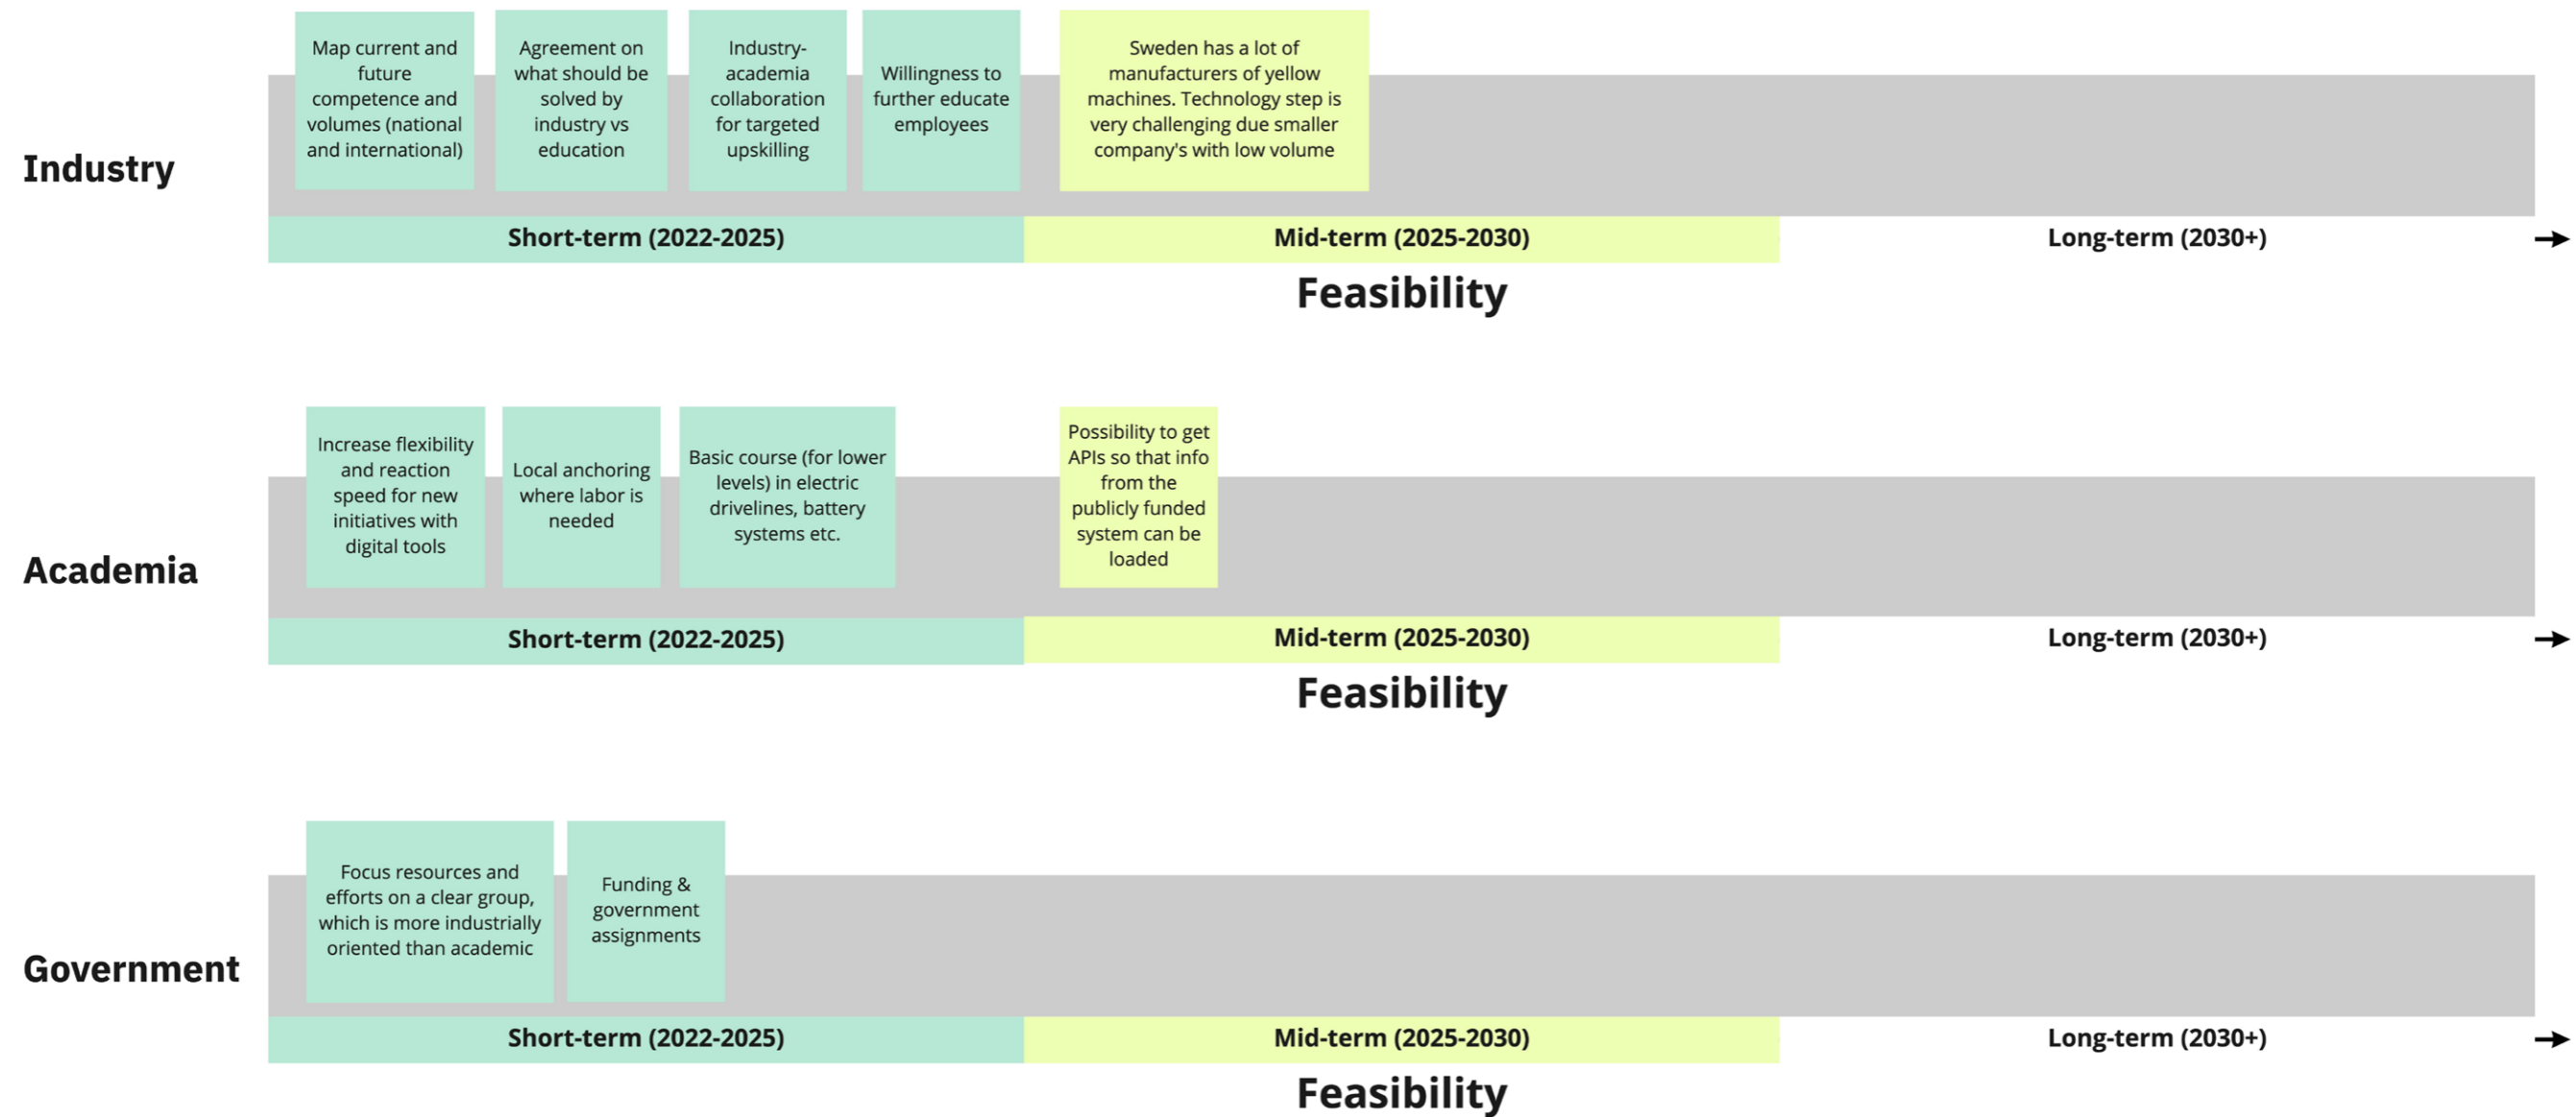 Industry
Map current and
future
competence and
volumes (national
and international)
Agreement on
what should be
solved by
industry vs
education
Industry-
academia
collaboration
for targeted
upskilling
Willingness to
further educate
employees
Sweden has a lot of
manufacturers of yellow
machines. Technology step is
very challenging due smaller
company's with low volume
Short-term (2022-2025)
Mid-term (2025-2030)
Long-term (2030+)
Feasibility
Academia
Increase flexibility
and reaction
speed for new
initiatives with
digital tools
Local anchoring
where labor is
needed
Basic course (for lower
levels) in electric
drivelines, battery
systems etc.
Possibility to get
APIs so that info
from the
publicly funded
system can be
loaded
Short-term (2022-2025)
Mid-term (2025-2030)
Long-term (2030+)
Feasibility
Government
Focus resources and
efforts on a clear group,
which is more industrially
oriented than academic
Funding &
government
assignments
Short-term (2022-2025)
Mid-term (2025-2030)
Long-term (2030+)
Feasibility